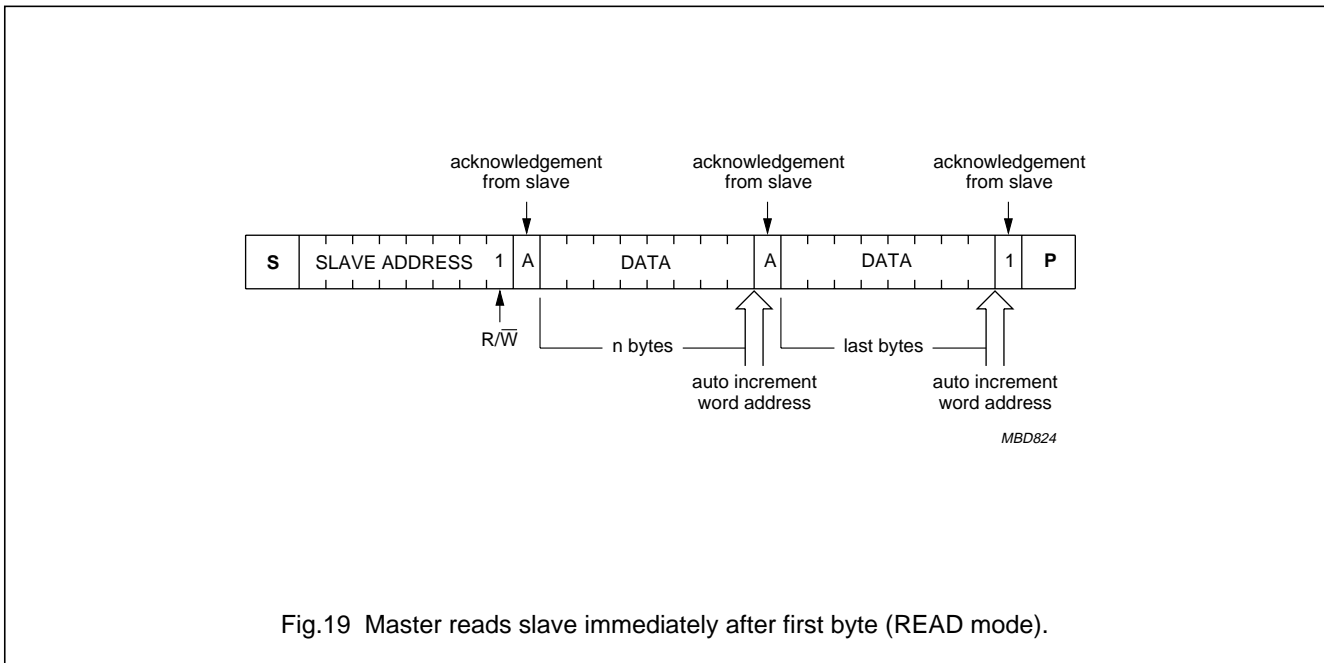 acknowledgement
from slave
acknowledgement
from slave
acknowledgement
from slave
S SLAVE ADDRESS 1 A DATA A DATA 1 P
R/W̅
n bytes
last bytes
auto increment
word address
auto increment
word address
MBD824
Fig.19 Master reads slave immediately after first byte (READ mode).